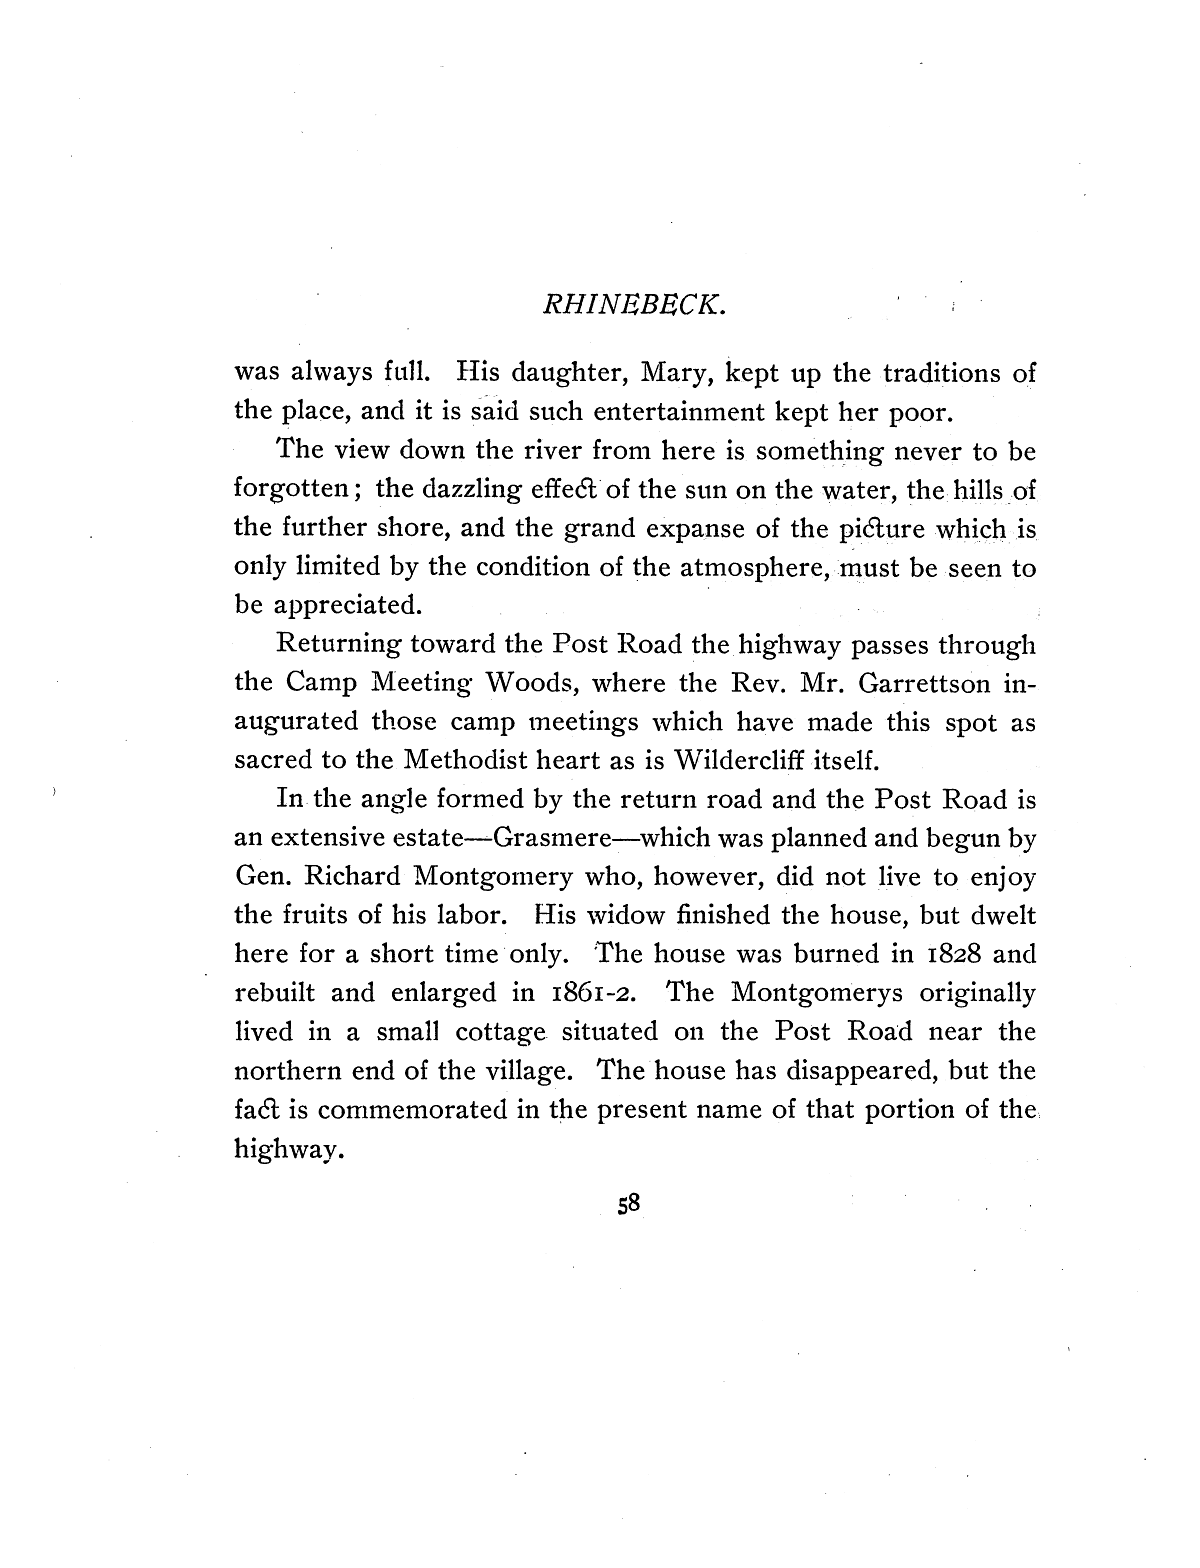 RHINEBECK.
was always full. His daughter, Mary, kept up the traditions of
the place, and it is said such entertainment kept her poor.
The view down the river from here is something never to be
forgotten; the dazzling effect of the sun on the water, the hills of
the further shore, and the grand expanse of the picture which is
only limited by the condition of the atmosphere, must be seen to
be appreciated.
Returning toward the Post Road the highway passes through
the Camp Meeting Woods, where the Rev. Mr. Garrettson in-
augurated those camp meetings which have made this spot as
sacred to the Methodist heart as is Wildercliff itself.
In the angle formed by the return road and the Post Road is
an extensive estate—Grasmere—which was planned and begun by
Gen. Richard Montgomery who, however, did not live to enjoy
the fruits of his labor. His widow finished the house, but dwelt
here for a short time only. The house was burned in 1828 and
rebuilt and enlarged in 1861-2. The Montgomerys originally
lived in a small cottage situated on the Post Road near the
northern end of the village. The house has disappeared, but the
fact is commemorated in the present name of that portion of the
highway.
58